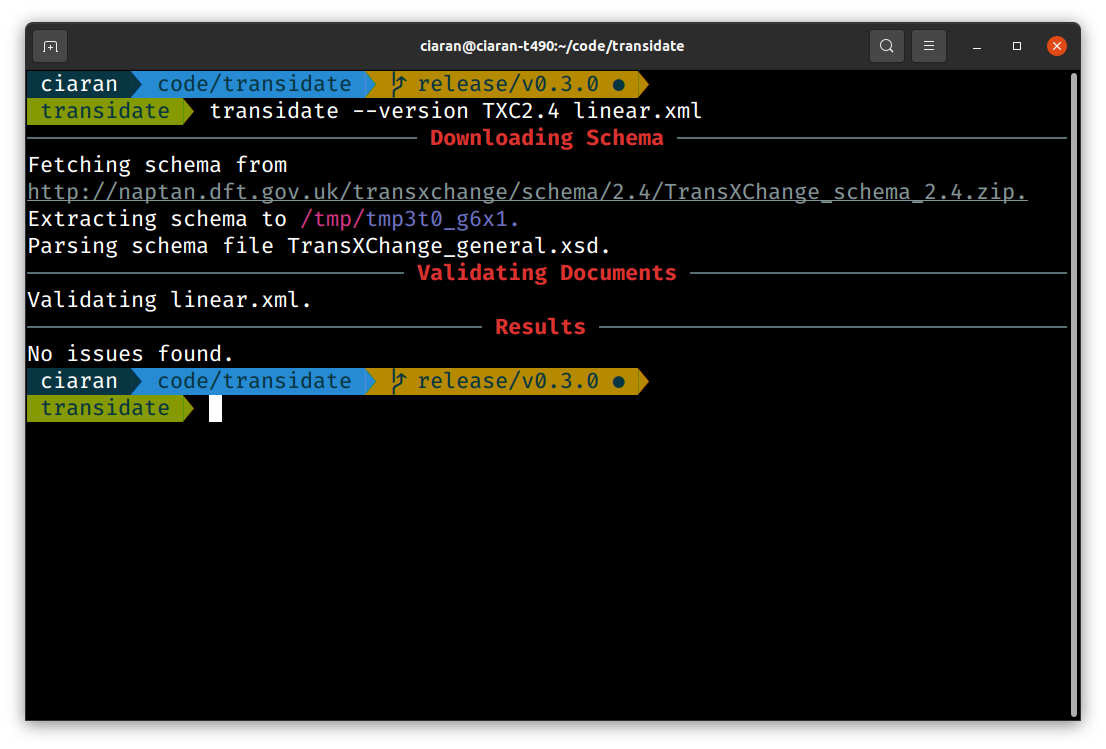 ciaran@ciaran-t490:~/code/transidate
ciaran code/transidate release/v0.3.0 ●
transidate transidate --version TXC2.4 linear.xml
Downloading Schema
Fetching schema from
http://naptan.dft.gov.uk/transxchange/schema/2.4/TransXChange_schema_2.4.zip.
Extracting schema to /tmp/tmp3t0_g6x1.
Parsing schema file TransXChange_general.xsd.
Validating Documents
Validating linear.xml.
Results
No issues found.
ciaran code/transidate release/v0.3.0 ●
transidate